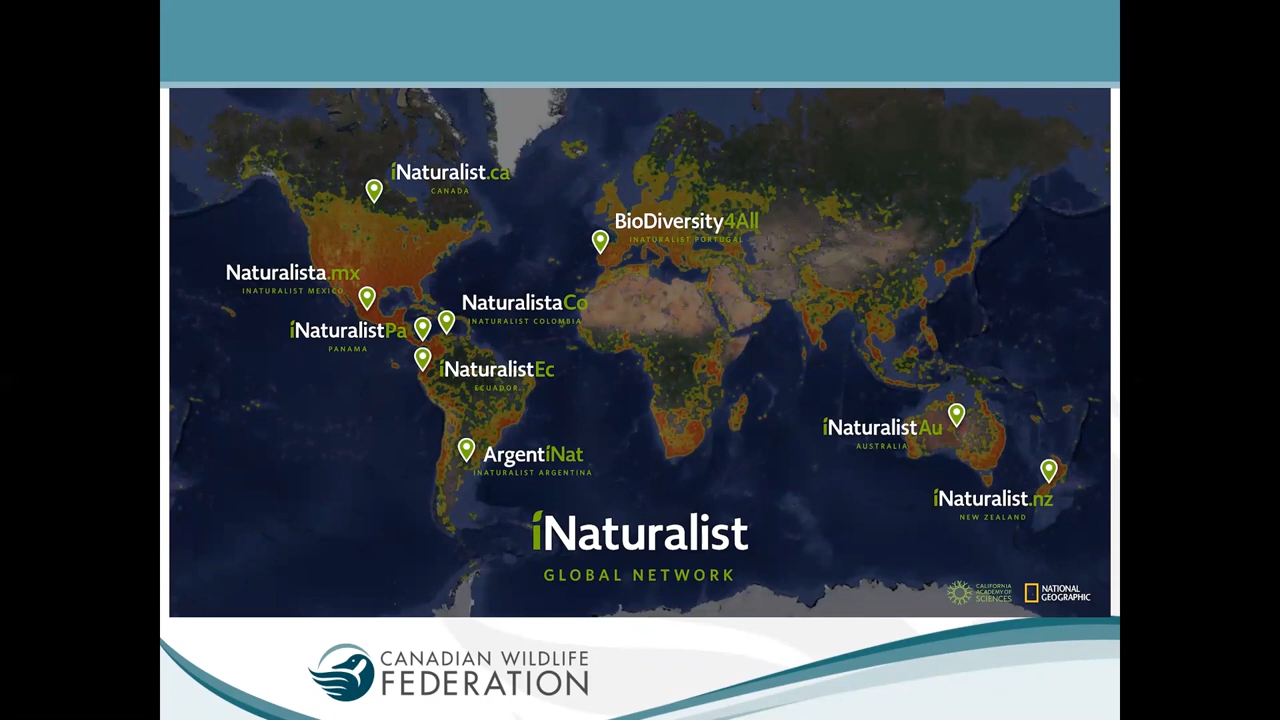 iNaturalist.ca
CANADA
BioDiversity4All
INATURALIST PORTUGAL
Naturalista.mx
INATURALIST MEXICO
NaturalistaCo
INATURALIST COLOMBIA
iNaturalistPa
PANAMA
iNaturalistEc
ECUADOR
iNaturalistAu
AUSTRALIA
ArgentiNat
INATURALIST ARGENTINA
iNaturalist.nz
NEW ZEALAND
iNaturalist
GLOBAL NETWORK
CALIFORNIA
ACADEMY OF
SCIENCES
NATIONAL
GEOGRAPHIC
CANADIAN WILDLIFE
FEDERATION